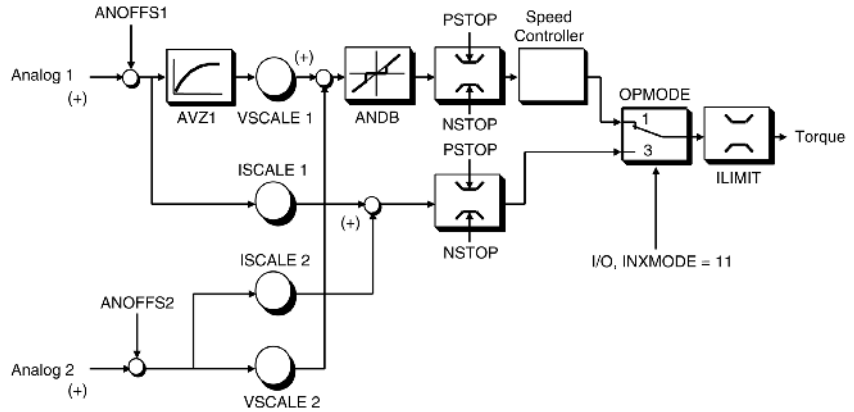 ANOFFS1
Analog 1
(+)
AVZ1
VSCALE 1
(+)
ANDB
PSTOP
NSTOP
Speed
Controller
OPMODE
1
3
ILIMIT
Torque
ISCALE 1
(+)
PSTOP
NSTOP
I/O, INXMODE = 11
ISCALE 2
ANOFFS2
Analog 2
(+)
VSCALE 2